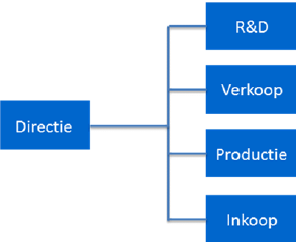 Directie
R&D
Verkoop
Productie
Inkoop